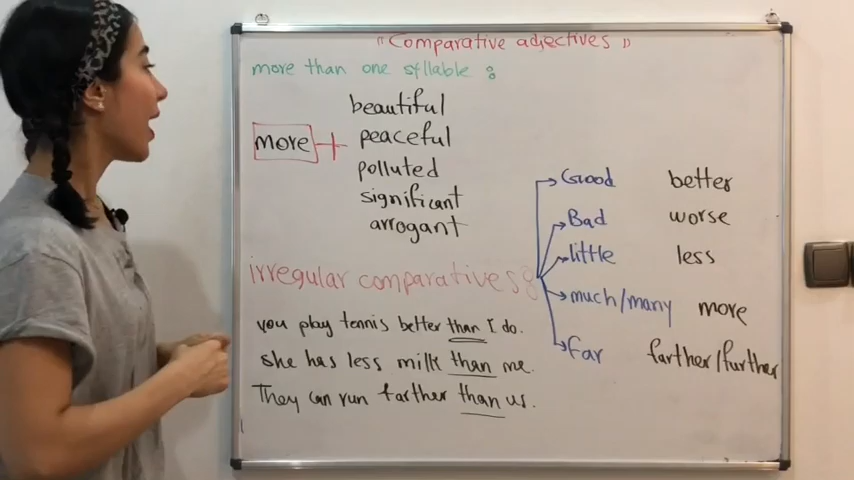 "Comparative adjectives"
more than one syllable :
more +
beautiful
peaceful
polluted
significant
arrogant
irregular comparatives :
Good better
Bad worse
little less
much/many more
Far farther/further
you play tennis better than I do.
she has less milk than me.
They can run farther than us.